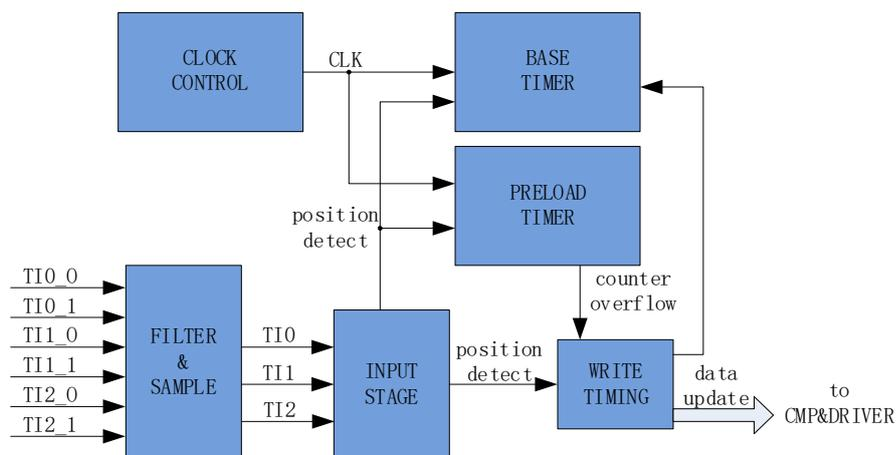 CLOCK
CONTROL
CLK
BASE
TIMER
PRELOAD
TIMER
position
detect
counter
overflow
TI0_0
TI0_1
TI1_0
TI1_1
TI2_0
TI2_1
FILTER
&
SAMPLE
TI0
TI1
TI2
INPUT
STAGE
position
detect
WRITE
TIMING
data
update
to
CMP&DRIVER